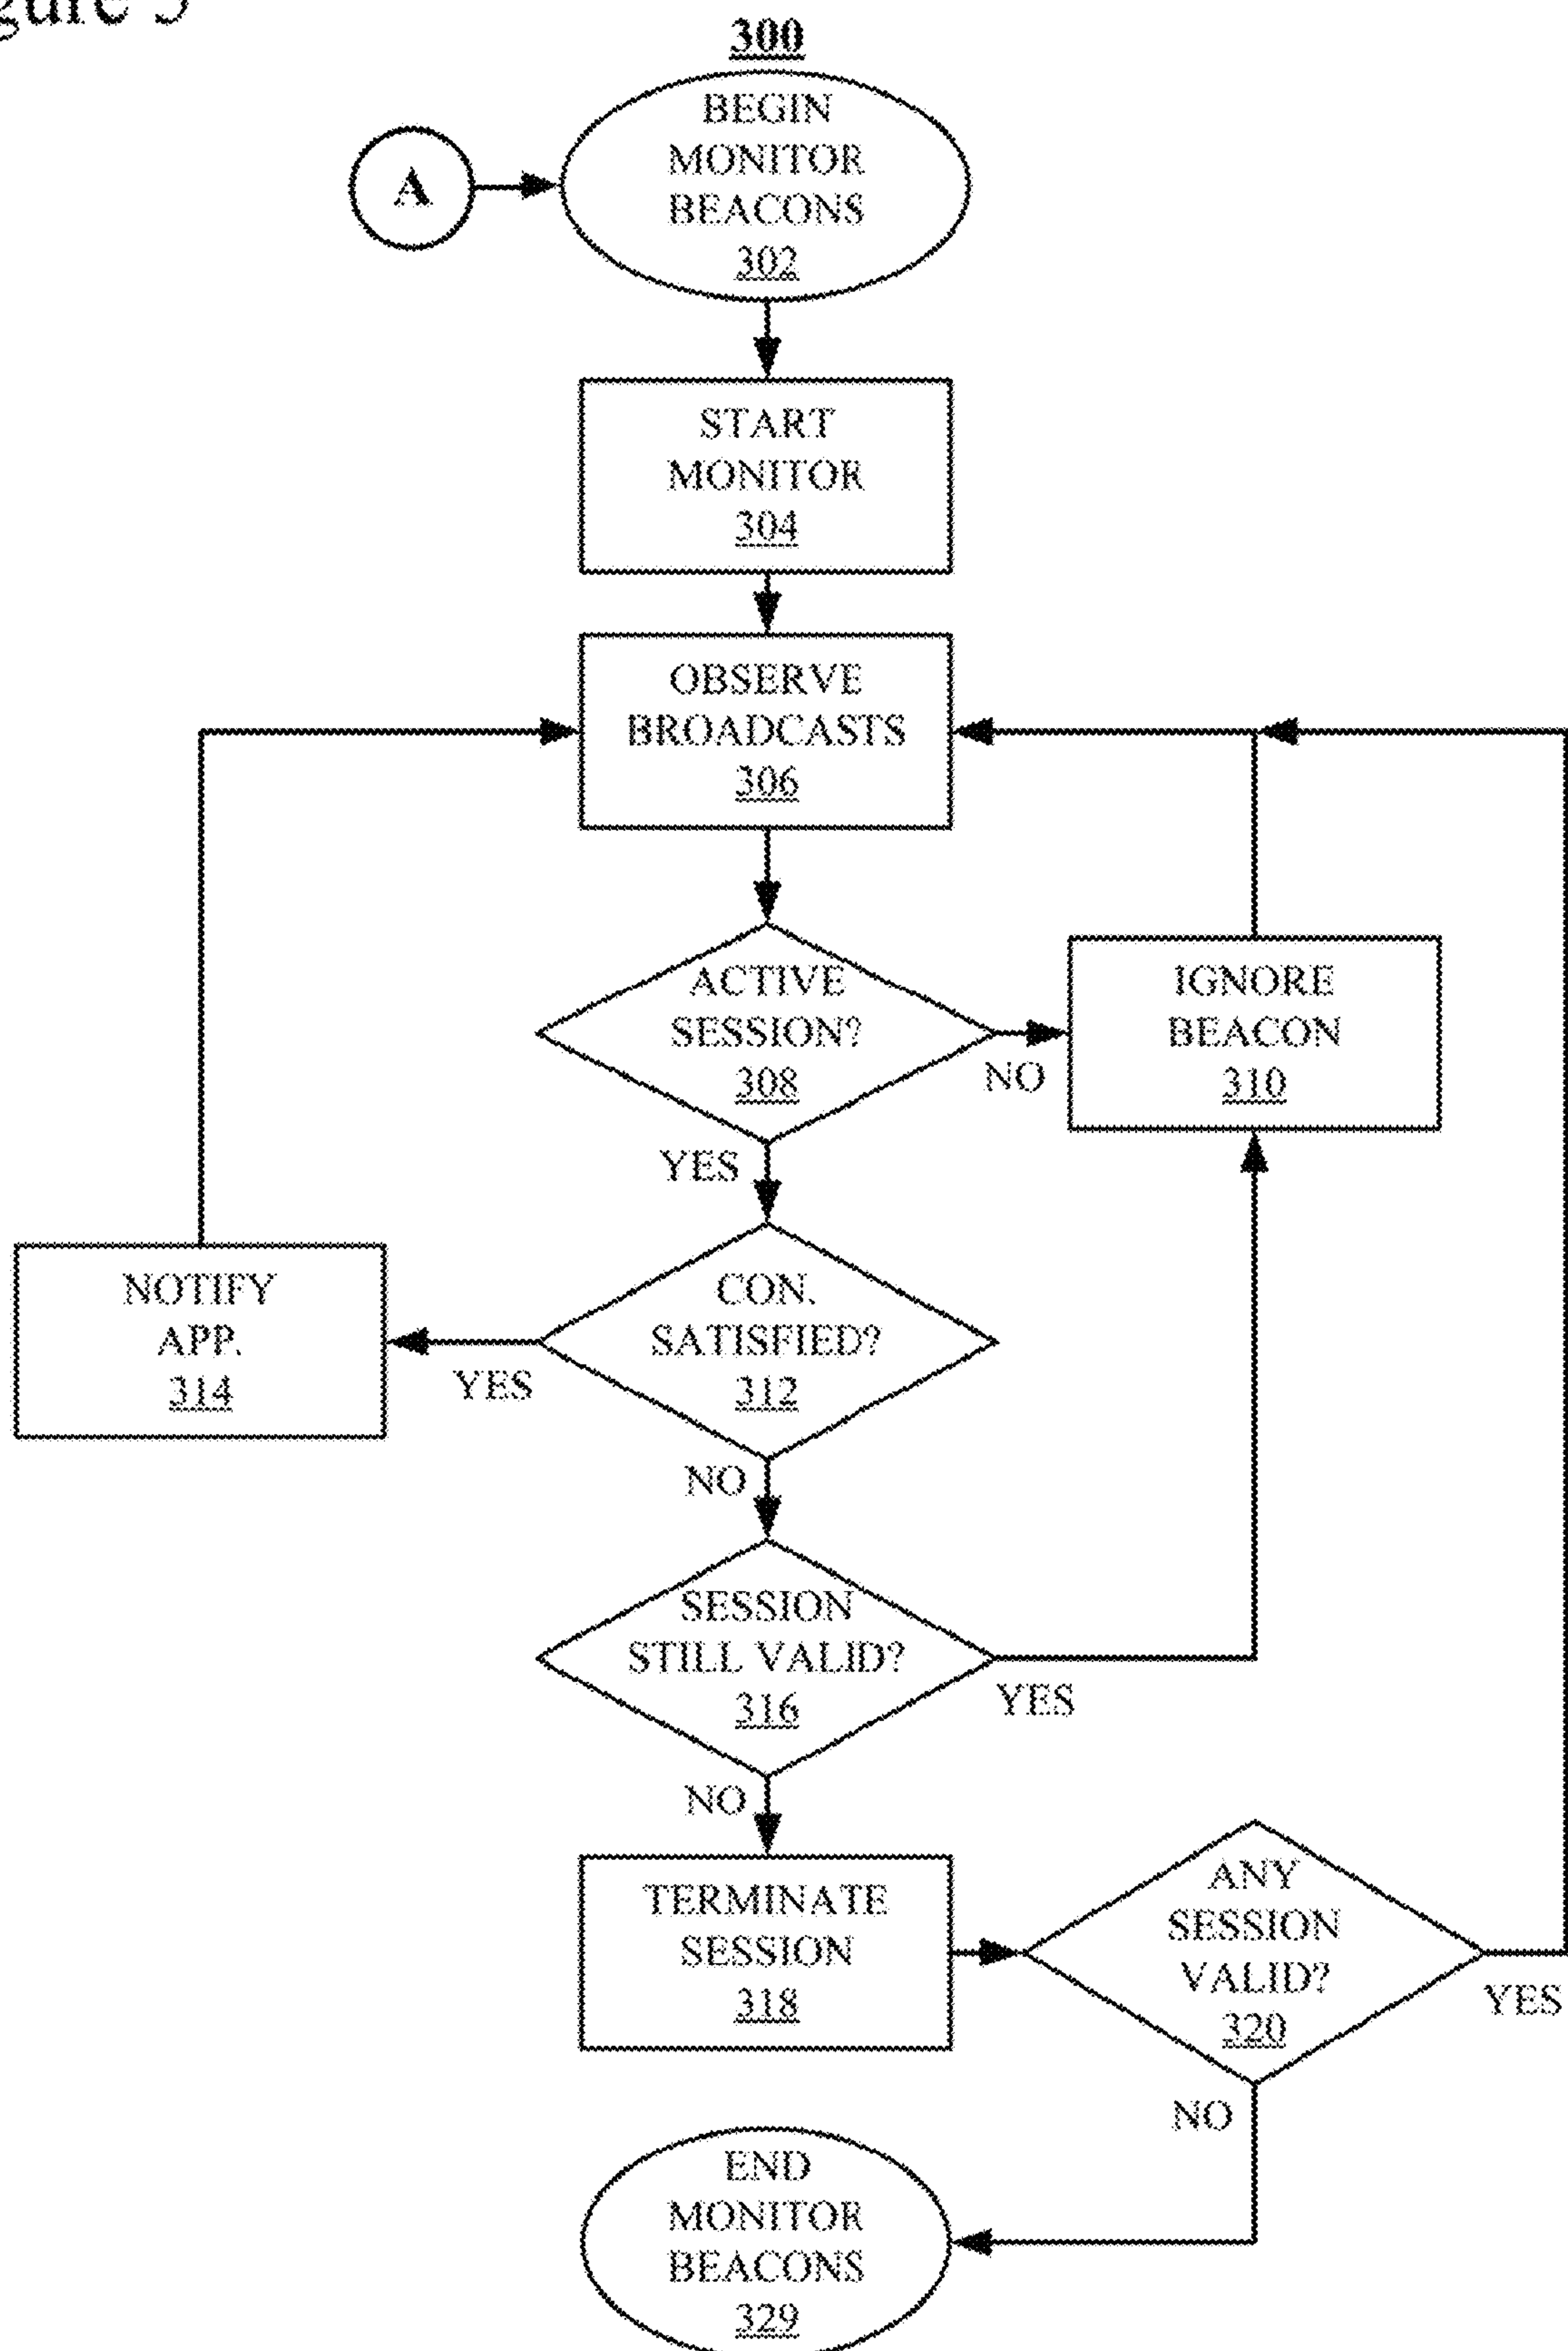 gure 3
300
BEGIN
MONITOR
BEACONS
302
A
START
MONITOR
304
OBSERVE
BROADCASTS
306
ACTIVE
SESSION?
308
NO
IGNORE
BEACON
310
YES
CON.
SATISFIED?
312
YES
NOTIFY
APP.
314
NO
SESSION
STILL VALID?
316
YES
NO
TERMINATE
SESSION
318
ANY
SESSION
VALID?
320
YES
NO
END
MONITOR
BEACONS
329